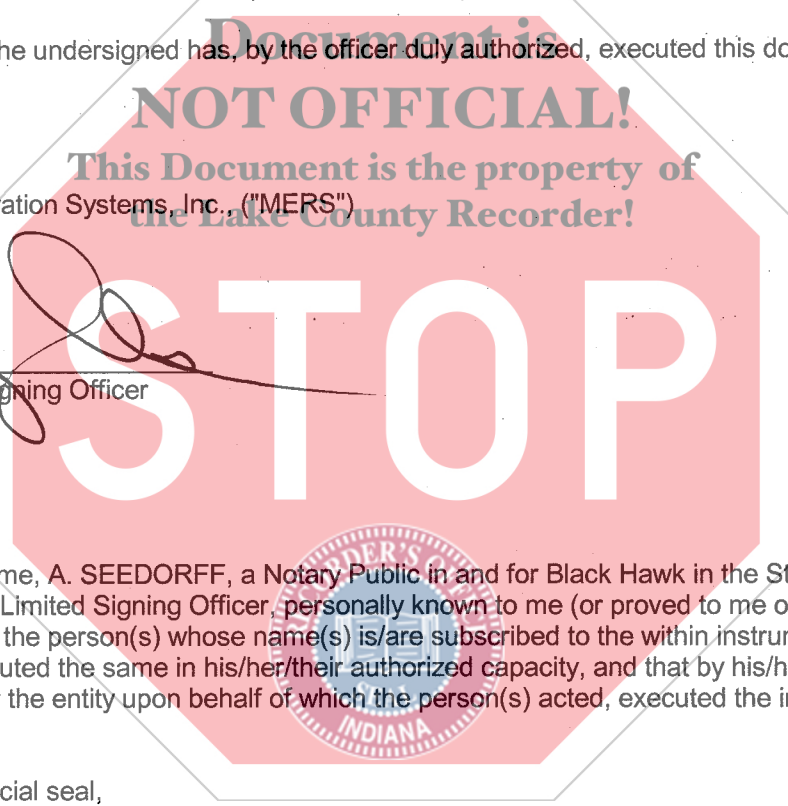 Document is
he undersigned has, by the officer duly authorized, executed this do
NOT OFFICIAL!
This Document is the property of
ration Systems, Inc., ("MERS")
the Lake County Recorder!
STOP
gning Officer
me, A. SEEDORFF, a Notary Public in and for Black Hawk in the St
Limited Signing Officer, personally known to me (or proved to me o
the person(s) whose name(s) is/are subscribed to the within instru
uted the same in his/her/their authorized capacity, and that by his/h
the entity upon behalf of which the person(s) acted, executed the i
RECORDER'S OFFICE
SEAL
INDIANA
cial seal,